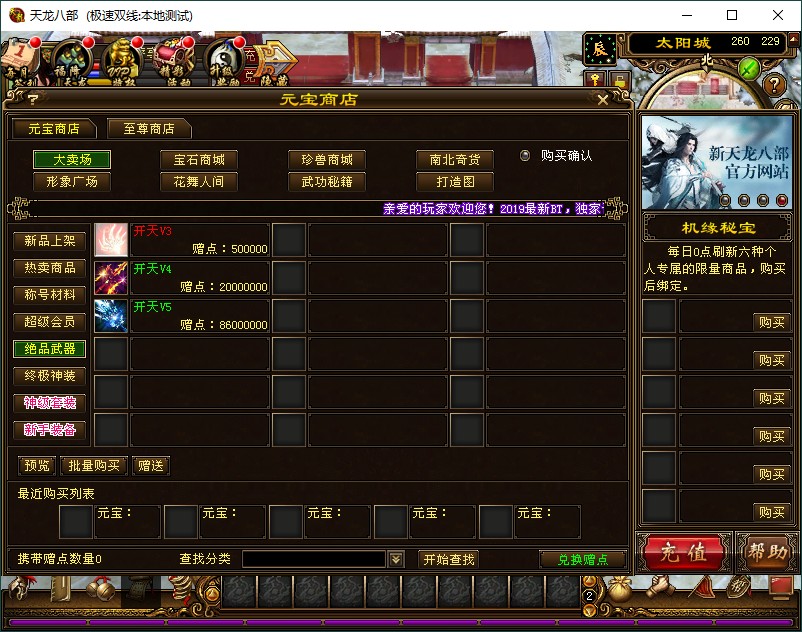 天龙八部 (极速双线:本地测试)
太阳城 260 229
北
辰
VIP
元宝商店
元宝商店 至尊商店
大卖场 宝石商城 珍兽商城 南北奇货 购买确认
形象广场 花舞人间 武功秘籍 打造图
亲爱的玩家欢迎您! 2019最新BT，独家
新品上架
热卖商品
称号材料
超级会员
绝品武器
终极神装
神级套装
新手装备
开天V3
赠点：500000
开天V4
赠点：20000000
开天V5
赠点：86000000
预览 批量购买 赠送
最近购买列表
元宝： 元宝： 元宝： 元宝： 元宝：
携带赠点数量0 查找分类 开始查找 兑换赠点
新天龙八部
官方网站
机缘秘宝
每日0点刷新六种个
人专属的限量商品，购买
后绑定。
购买
购买
购买
购买
购买
购买
充值 帮助
2